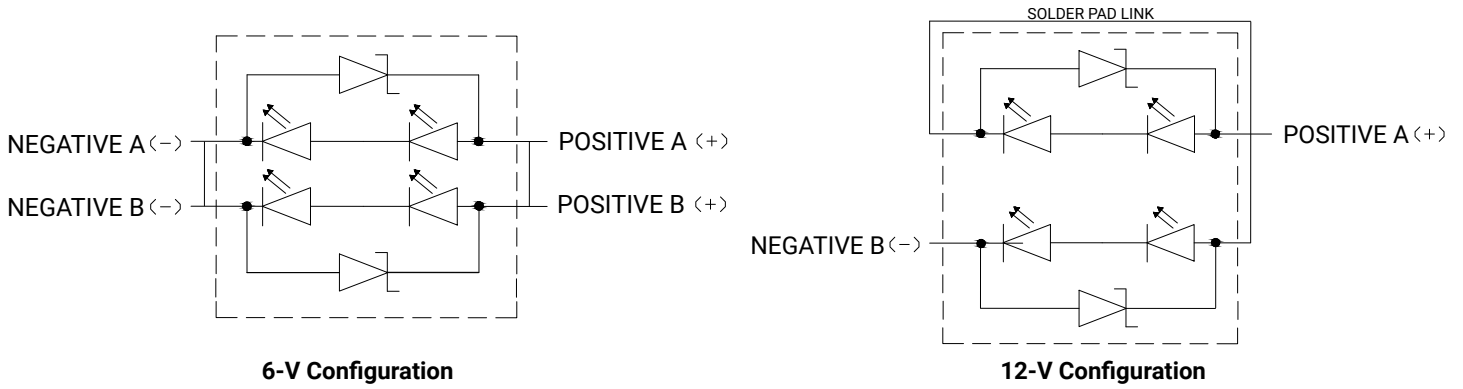 SOLDER PAD LINK
NEGATIVE A (−)
POSITIVE A (+)
NEGATIVE B (−)
POSITIVE B (+)
6-V Configuration
POSITIVE A (+)
NEGATIVE B (−)
12-V Configuration